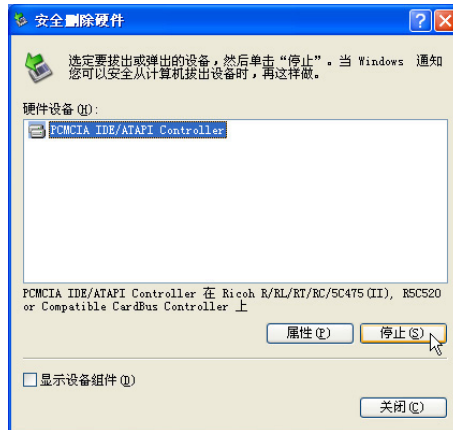 安全删除硬件
选定要拔出或弹出的设备，然后单击“停止”。当 Windows 通知
您可以安全从计算机拔出设备时，再这样做。
硬件设备(H):
PCMCIA IDE/ATAPI Controller
PCMCIA IDE/ATAPI Controller 在 Ricoh R/RL/RT/RC/5C475(II), R5C520
or Compatible CardBus Controller 上
属性(P) 停止(S)
显示设备组件(D)
关闭(C)